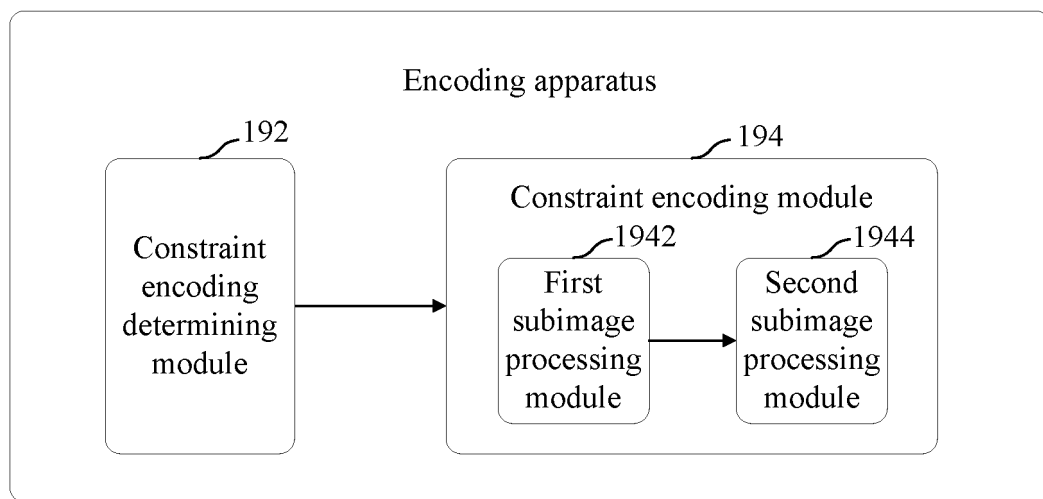 Encoding apparatus
192
194
Constraint
encoding
determining
module
Constraint encoding module
1942
1944
First
subimage
processing
module
Second
subimage
processing
module